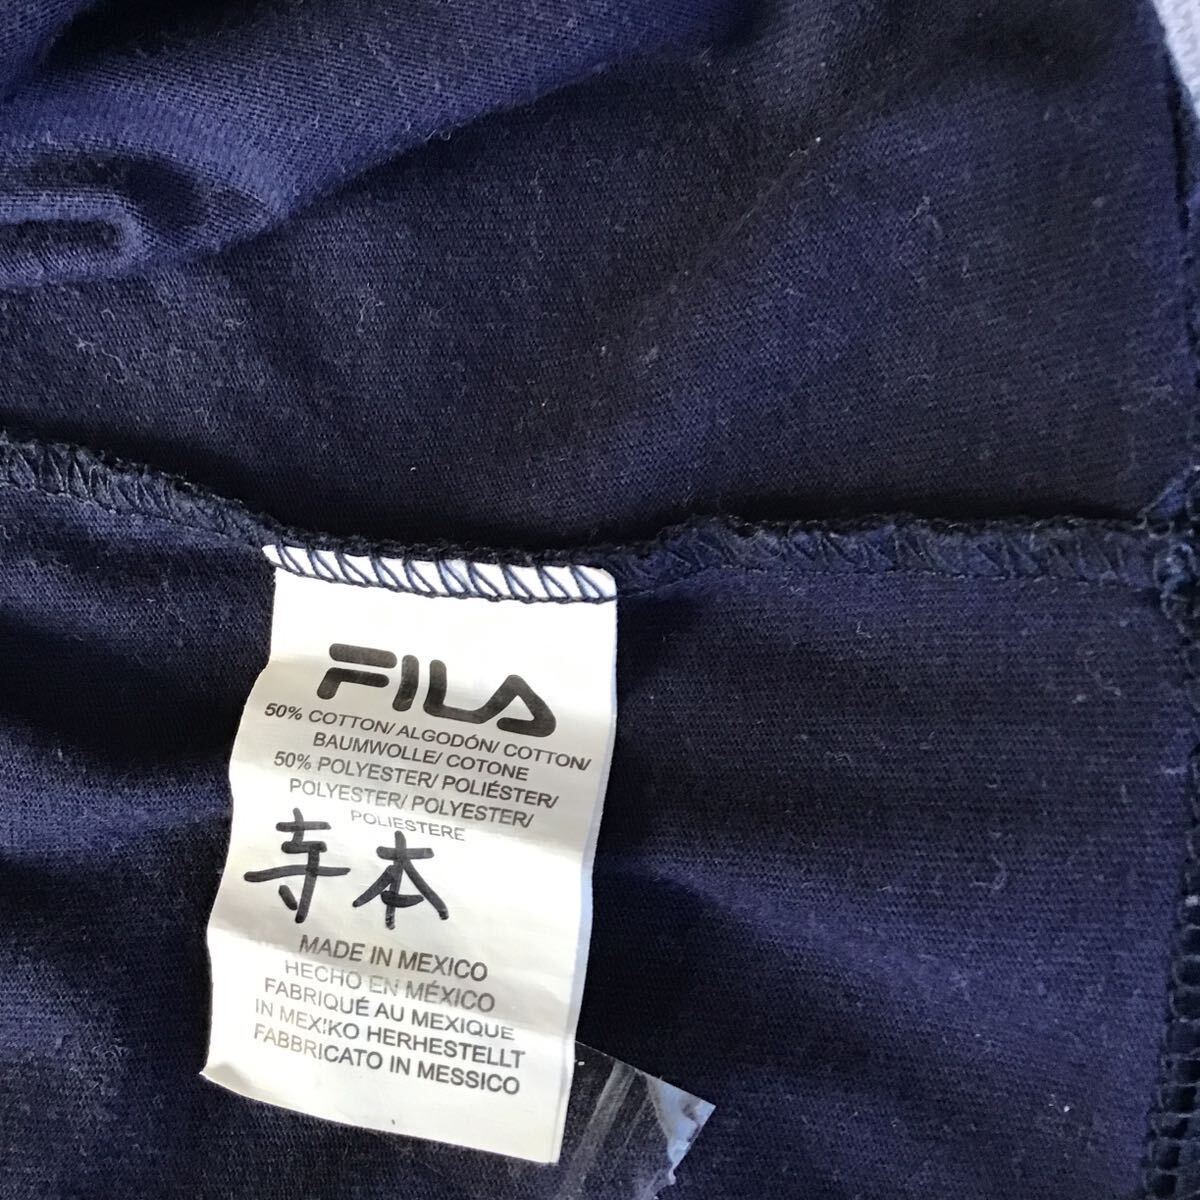 FILA
50% COTTON/ ALGODÓN/ COTTON/
BAUMWOLLE/ COTONE
50% POLYESTER/ POLIÉSTER/
POLYESTER/ POLYESTER/
POLIESTERE
寺本
MADE IN MEXICO
HECHO EN MÉXICO
FABRIQUÉ AU MEXIQUE
IN MEXIKO HERHESTELLT
FABBRICATO IN MESSICO